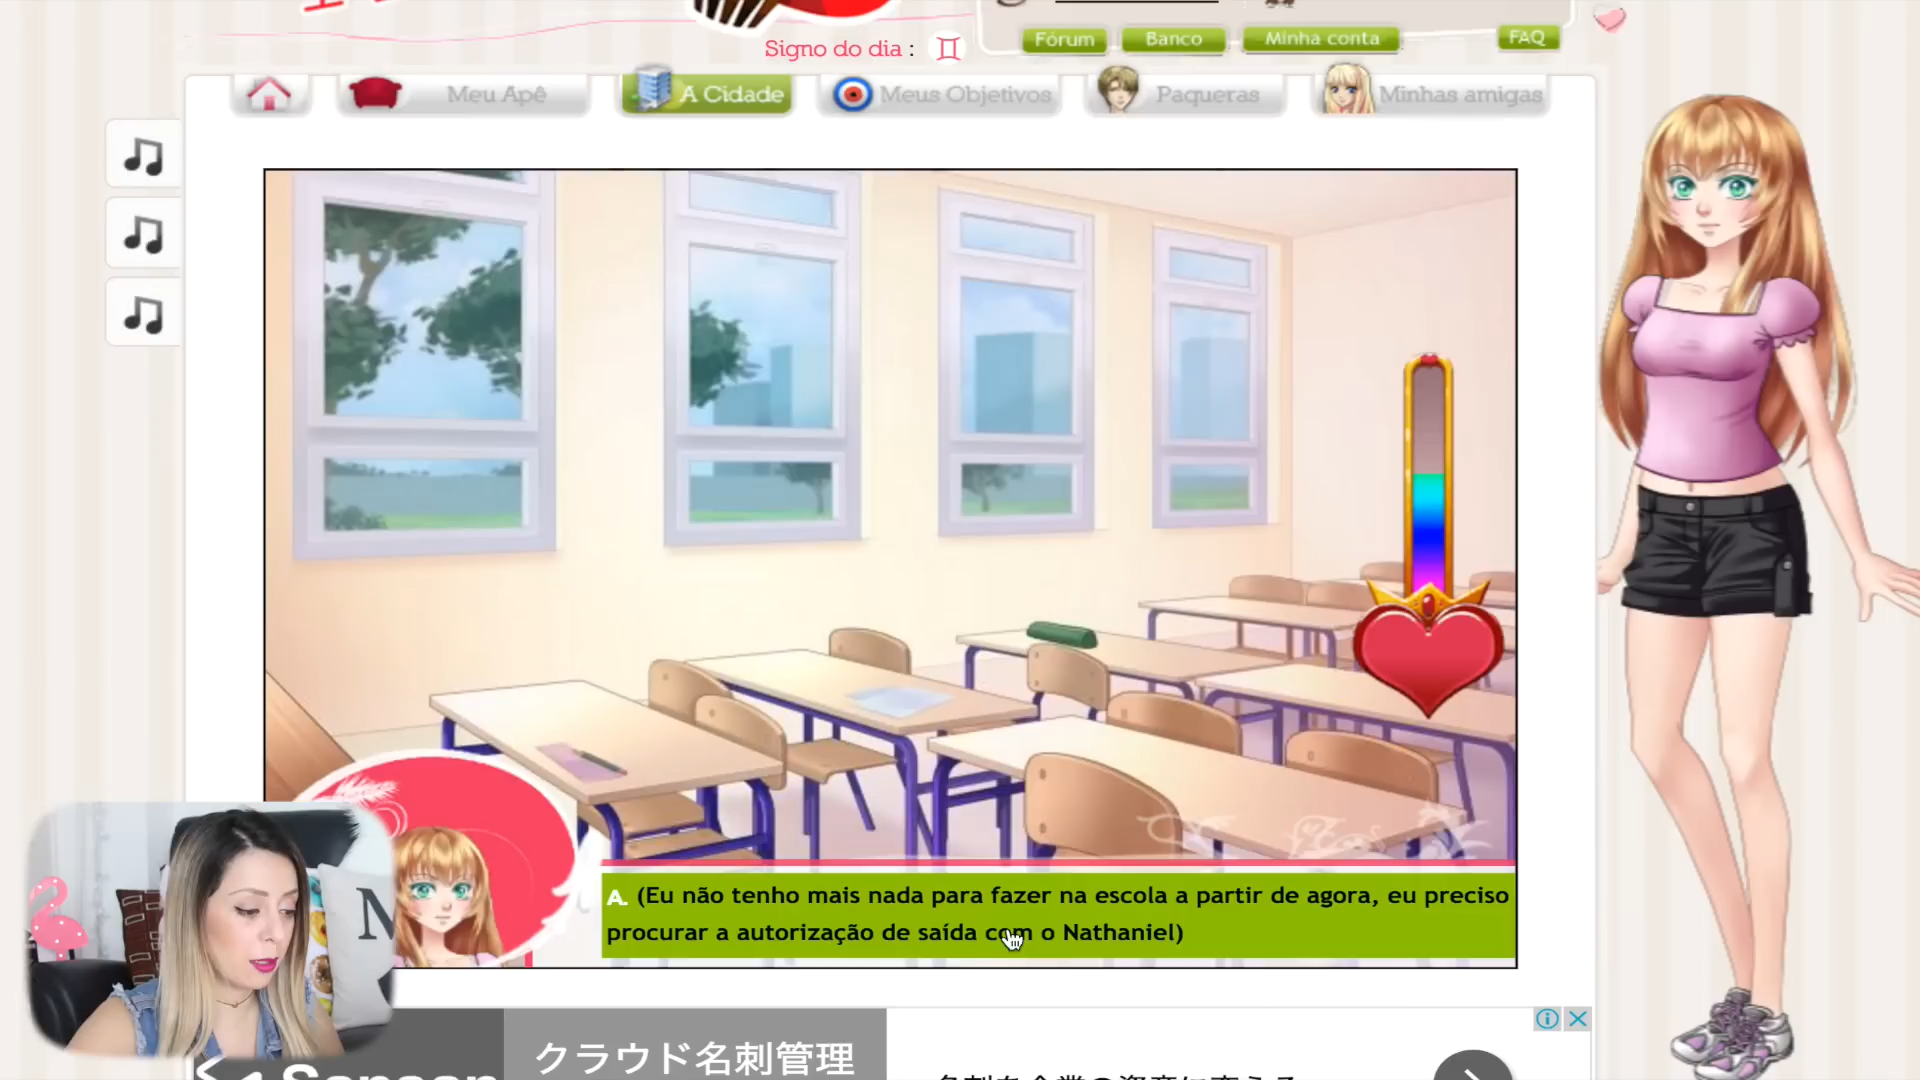 Signo do dia :
Fórum
Banco
Minha conta
FAQ
Meu Apê
A Cidade
Meus Objetivos
Paqueras
Minhas amigas
A. (Eu não tenho mais nada para fazer na escola a partir de agora, eu preciso
procurar a autorização de saída com o Nathaniel)
クラウド名刺管理